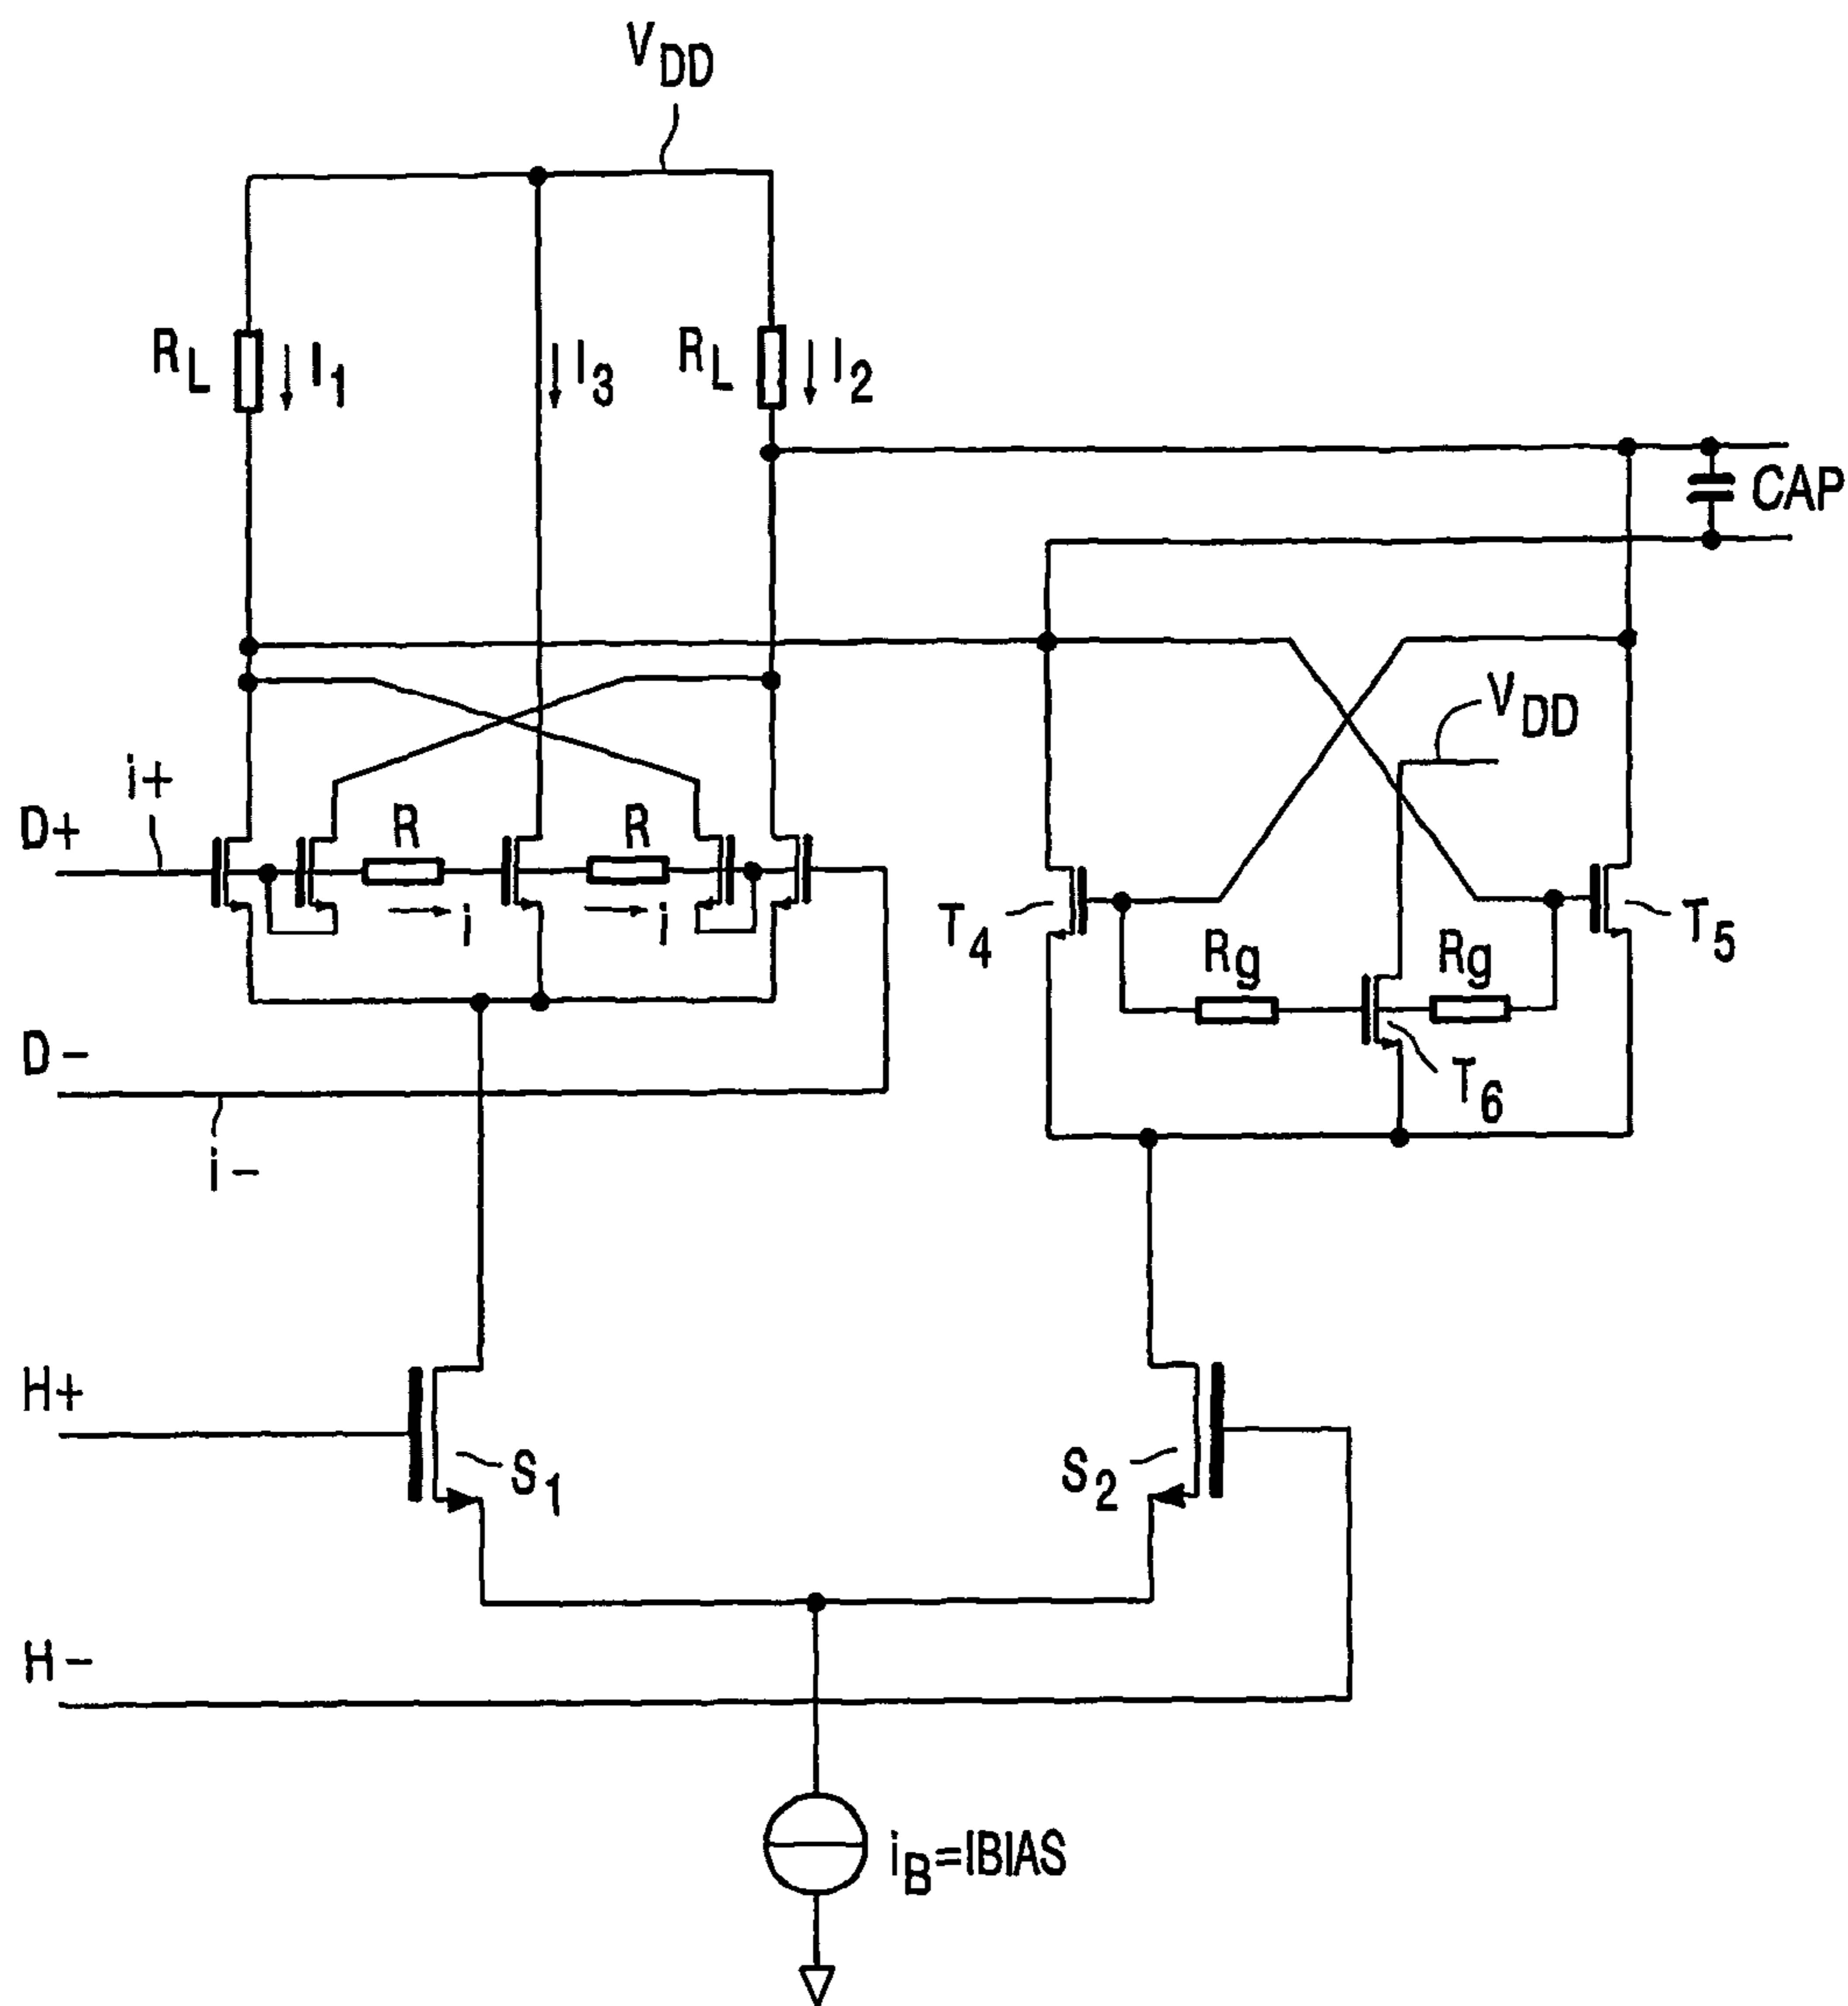 VDD
RL
I1
I3
RL
I2
CAP
VDD
i+
D+
R
R
i
i
T4
Rg
Rg
T5
D-
T6
i-
H+
S1
S2
H-
iB=IBIAS